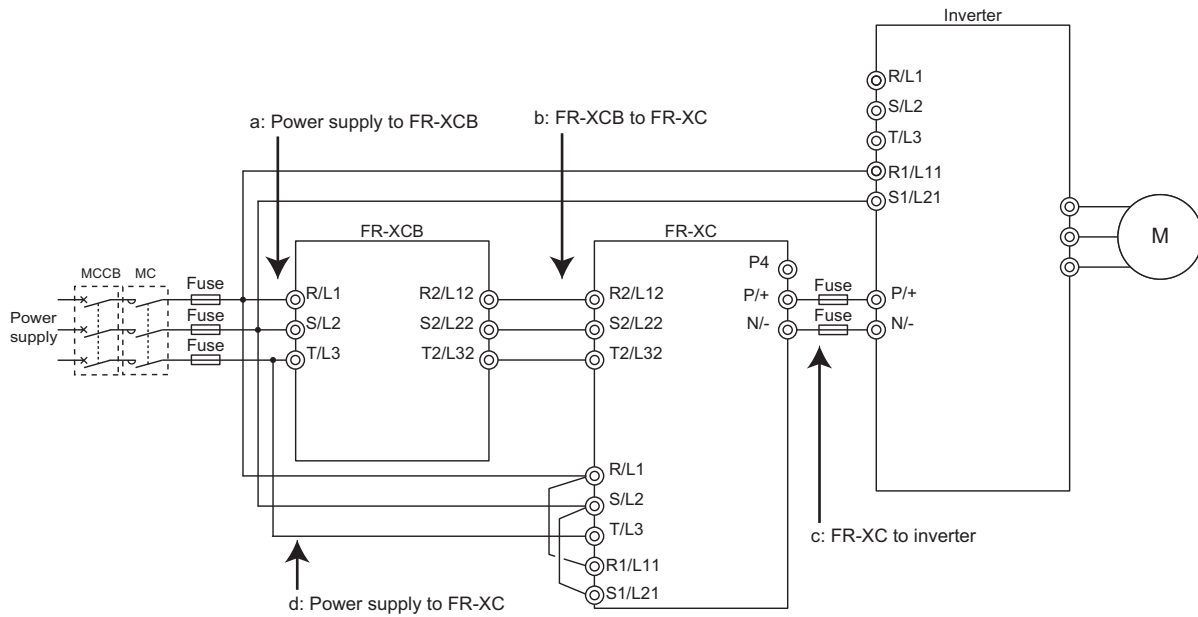 Inverter
R/L1
S/L2
T/L3
R1/L11
S1/L21
P/+
N/-
M
a: Power supply to FR-XCB
b: FR-XCB to FR-XC
FR-XCB
FR-XC
MCCB
MC
Fuse
Fuse
Fuse
Power
supply
R/L1
S/L2
T/L3
R2/L12
S2/L22
T2/L32
R2/L12
S2/L22
T2/L32
P4
P/+
N/-
Fuse
Fuse
R/L1
S/L2
T/L3
R1/L11
S1/L21
c: FR-XC to inverter
d: Power supply to FR-XC